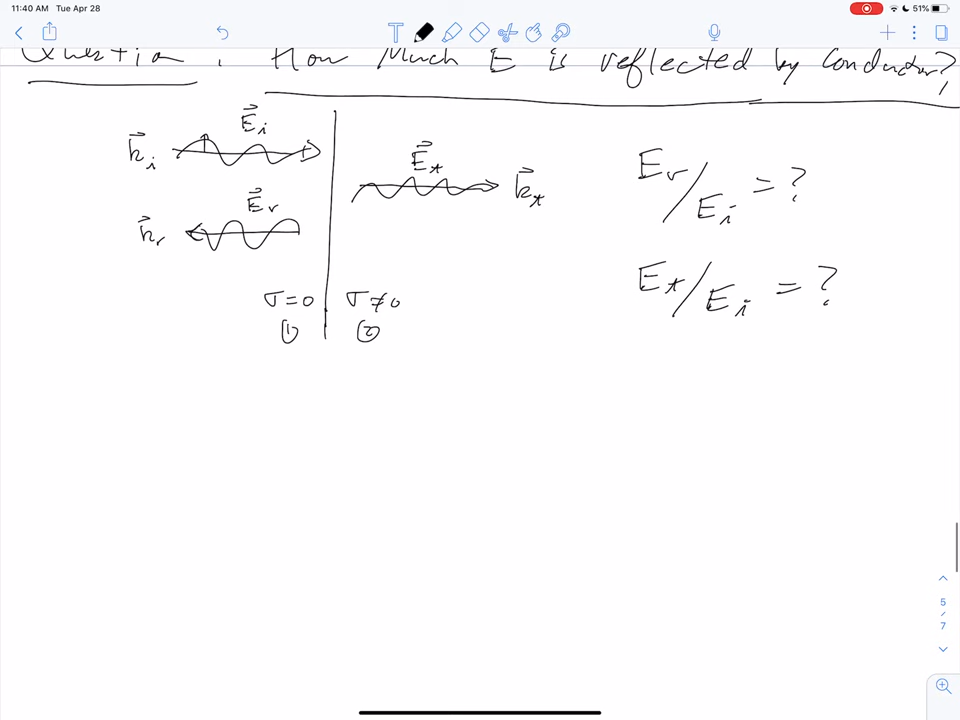 11:40 AM Tue Apr 28
51%
Question : How Much E is reflected by Conductor?
k⃗i E⃗i
E⃗t k⃗t
k⃗r E⃗r
Er/Ei = ?
Et/Ei = ?
σ=0 σ≠0
① ②
5
/
7